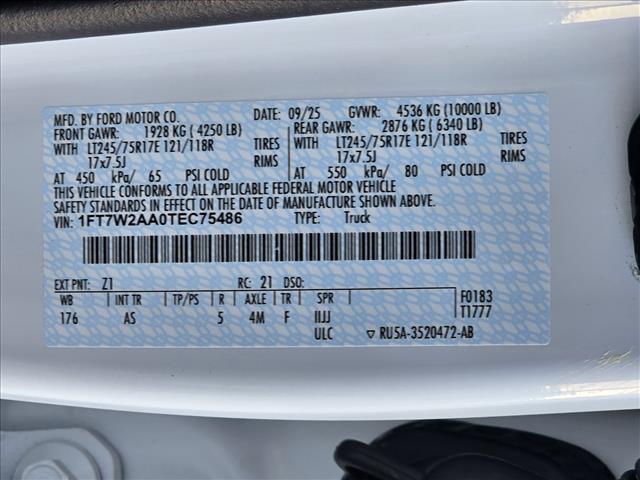 MFD. BY FORD MOTOR CO. DATE: 09/25 GVWR: 4536 KG (10000 LB)
FRONT GAWR: 1928 KG ( 4250 LB) REAR GAWR: 2876 KG ( 6340 LB)
WITH LT245/75R17E 121/118R TIRES WITH LT245/75R17E 121/118R TIRES
17x7.5J RIMS 17x7.5J RIMS
AT 450 kPa/ 65 PSI COLD AT 550 kPa/ 80 PSI COLD
THIS VEHICLE CONFORMS TO ALL APPLICABLE FEDERAL MOTOR VEHICLE
SAFETY STANDARDS IN EFFECT ON THE DATE OF MANUFACTURE SHOWN ABOVE.
VIN: 1FT7W2AA0TEC75486 TYPE: Truck
EXT PNT: Z1 RC: 21 DSO:
WB INT TR TP/PS R AXLE TR SPR F0183
176 AS 5 4M F IIJJ T1777
ULC ▽ RU5A-3520472-AB